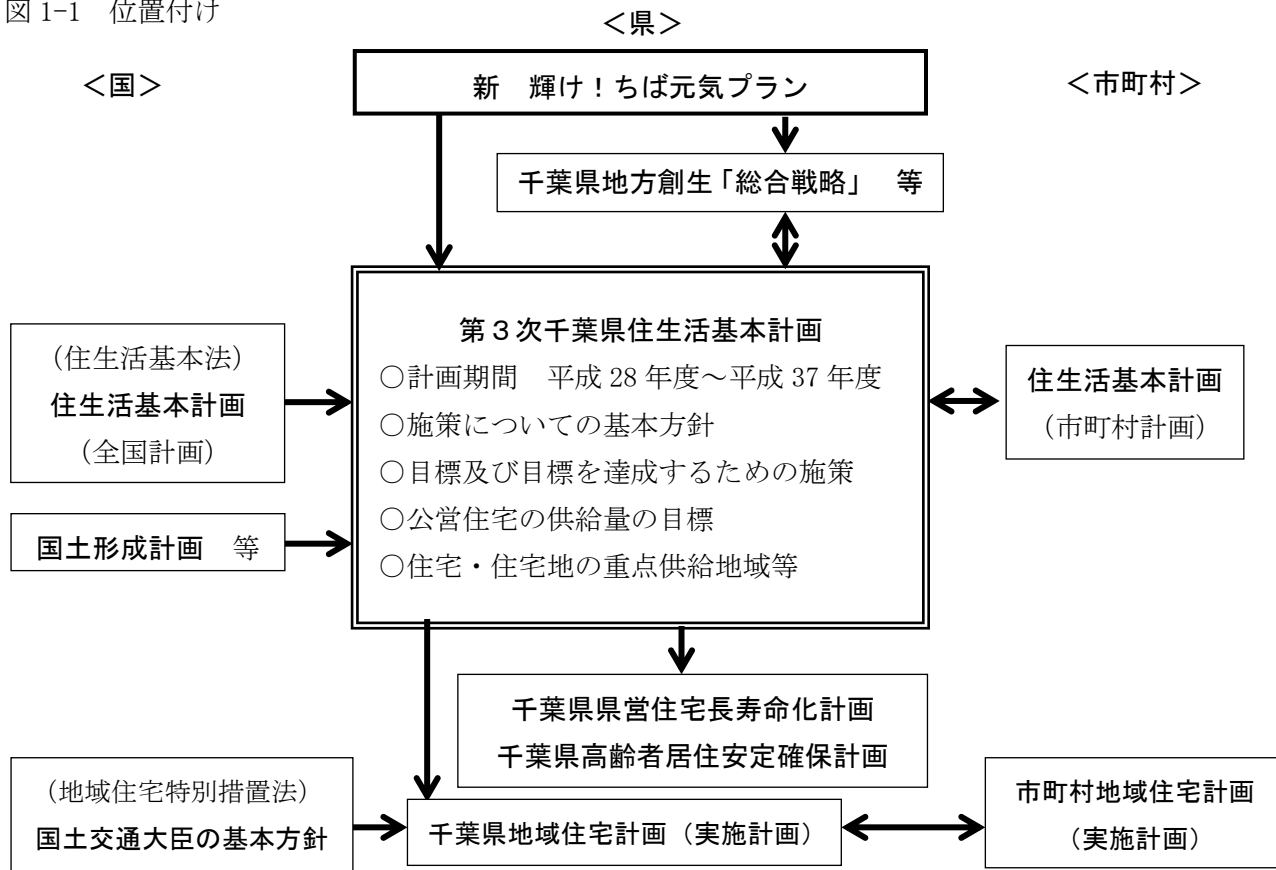 図 1-1　位置付け
＜県＞
＜国＞
新　輝け！ちば元気プラン
＜市町村＞
千葉県地方創生「総合戦略」　等
第３次千葉県住生活基本計画
○計画期間　平成 28 年度～平成 37 年度
○施策についての基本方針
○目標及び目標を達成するための施策
○公営住宅の供給量の目標
○住宅・住宅地の重点供給地域等
（住生活基本法）
住生活基本計画
（全国計画）
国土形成計画　等
住生活基本計画
（市町村計画）
千葉県県営住宅長寿命化計画
千葉県高齢者居住安定確保計画
（地域住宅特別措置法）
国土交通大臣の基本方針
千葉県地域住宅計画（実施計画）
市町村地域住宅計画
（実施計画）